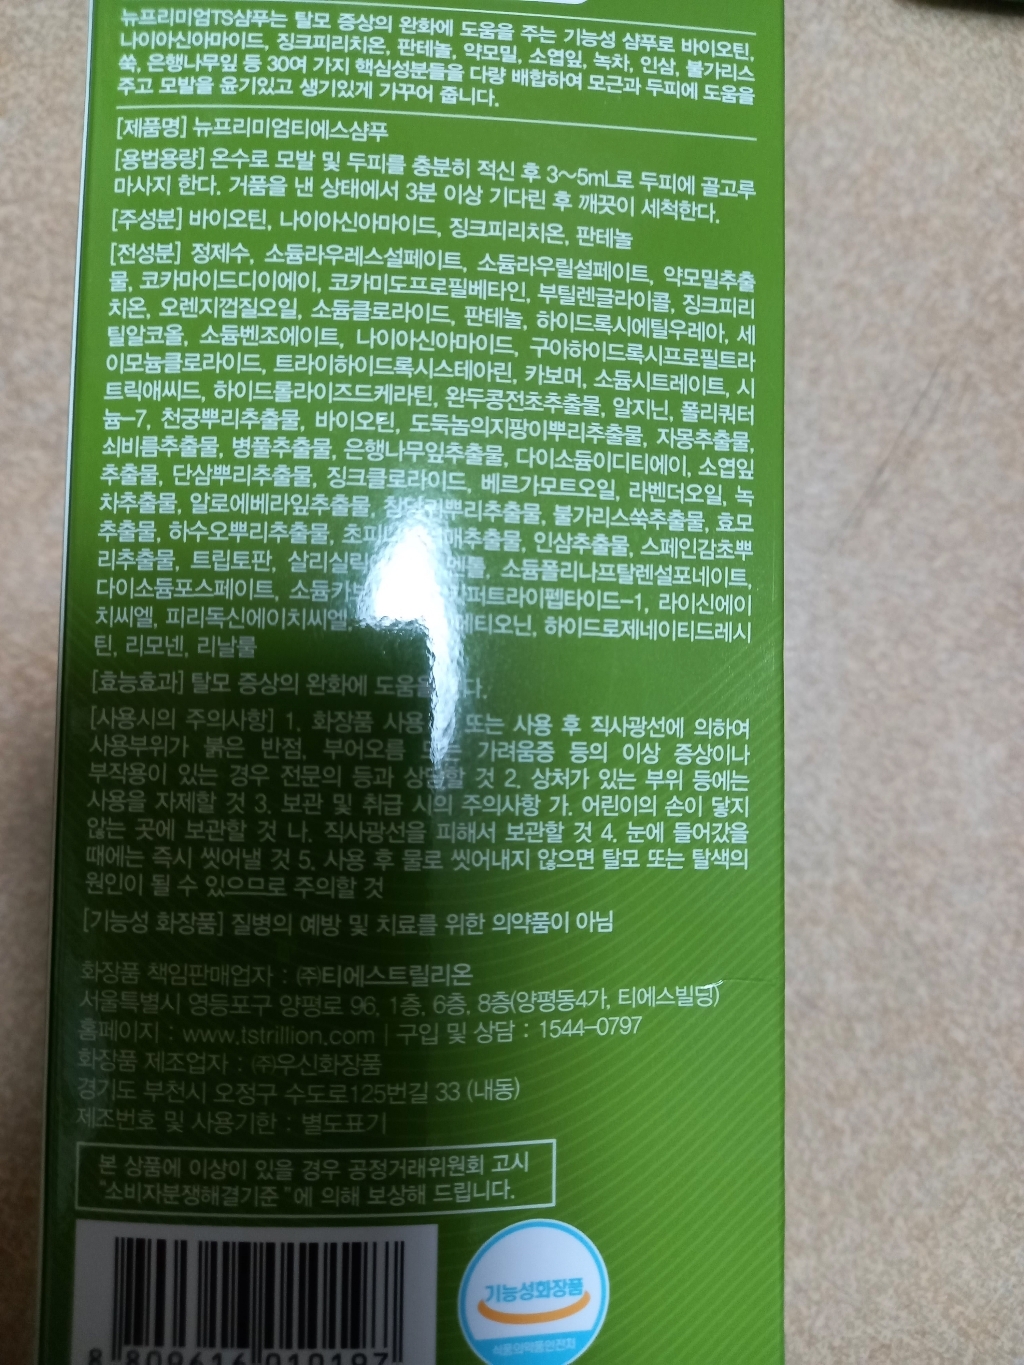 뉴프리미엄TS샴푸는 탈모 증상의 완화에 도움을 주는 기능성 샴푸로 바이오틴,
나이아신아마이드, 징크피리치온, 판테놀, 약모밀, 소엽잎, 녹차, 인삼, 불가리스
쑥, 은행나무잎 등 30여 가지 핵심성분들을 다량 배합하여 모근과 두피에 도움을
주고 모발을 윤기있고 생기있게 가꾸어 줍니다.
[제품명] 뉴프리미엄티에스샴푸
[용법용량] 온수로 모발 및 두피를 충분히 적신 후 3~5mL로 두피에 골고루
마사지 한다. 거품을 낸 상태에서 3분 이상 기다린 후 깨끗이 세척한다.
[주성분] 바이오틴, 나이아신아마이드, 징크피리치온, 판테놀
[전성분] 정제수, 소듐라우레스설페이트, 소듐라우릴설페이트, 약모밀추출
물, 코카마이드디이에이, 코카미도프로필베타인, 부틸렌글라이콜, 징크피리
치온, 오렌지껍질오일, 소듐클로라이드, 판테놀, 하이드록시에틸우레아, 세
틸알코올, 소듐벤조에이트, 나이아신아마이드, 구아하이드록시프로필트라
이모늄클로라이드, 트라이하이드록시스테아린, 카보머, 소듐시트레이트, 시
트릭애씨드, 하이드롤라이즈드케라틴, 완두콩전초추출물, 알지닌, 폴리쿼터
늄-7, 천궁뿌리추출물, 바이오틴, 도둑놈의지팡이뿌리추출물, 자몽추출물,
쇠비름추출물, 병풀추출물, 은행나무잎추출물, 다이소듐이디티에이, 소엽잎
추출물, 단삼뿌리추출물, 징크클로라이드, 베르가모트오일, 라벤더오일, 녹
차추출물, 알로에베라잎추출물, 불가리스쑥추출물, 효모
추출물, 하수오뿌리추출물, 인삼추출물, 스페인감초뿌
리추출물, 트립토판, 소듐폴리나프탈렌설포네이트,
다이소듐포스페이트, 라이신에이
치씨엘, 피리독신에이치씨엘, 하이드로제네이티드레시
틴, 리모넨, 리날룰
[효능효과] 탈모 증상의 완화에
[사용시의 주의사항] 1. 화장품 또는 사용 후 직사광선에 의하여
사용부위가 붉은 반점, 부어오름 가려움증 등의 이상 증상이나
부작용이 있는 경우 전문의 등과 상담할 것 2. 상처가 있는 부위 등에는
사용을 자제할 것 3. 보관 및 취급 시의 주의사항 가. 어린이의 손이 닿지
않는 곳에 보관할 것 나. 직사광선을 피해서 보관할 것 4. 눈에 들어갔을
때에는 즉시 씻어낼 것 5. 사용 후 물로 씻어내지 않으면 탈모 또는 탈색의
원인이 될 수 있으므로 주의할 것
[기능성 화장품] 질병의 예방 및 치료를 위한 의약품이 아님
화장품 책임판매업자 : ㈜티에스트릴리온
서울특별시 영등포구 양평로 96, 1층, 6층, 8층(양평동4가, 티에스빌딩)
홈페이지 : www.tstrillion.com | 구입 및 상담 : 1544-0797
화장품 제조업자 : ㈜우신화장품
경기도 부천시 오정구 수도로125번길 33 (내동)
제조번호 및 사용기한 : 별도표기
본 상품에 이상이 있을 경우 공정거래위원회 고시
"소비자분쟁해결기준"에 의해 보상해 드립니다.
기능성화장품
식품의약품안전처
8 809616 010197